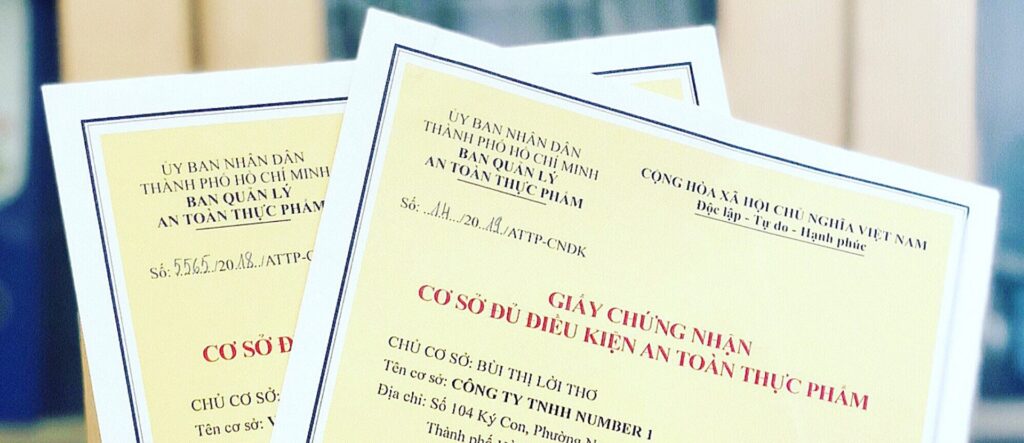 ỦY BAN NHÂN DÂN
THÀNH PHỐ HỒ CHÍ MINH
BAN QUẢN LÝ
AN TOÀN THỰC PHẨM
Số: 5565/2018/ATTP-C
CƠ SỞ Đ
CHỦ CƠ SỞ:
Tên cơ sở: V
ỦY BAN NHÂN DÂN
THÀNH PHỐ HỒ CHÍ MINH
BAN QUẢN LÝ
AN TOÀN THỰC PHẨM
Số: 14/2019/ATTP-CNĐK
CỘNG HÒA XÃ HỘI CHỦ NGHĨA VIỆT NAM
Độc lập - Tự do - Hạnh phúc
GIẤY CHỨNG NHẬN
CƠ SỞ ĐỦ ĐIỀU KIỆN AN TOÀN THỰC PHẨM
CHỦ CƠ SỞ: BÙI THỊ LỜI THƠ
Tên cơ sở: CÔNG TY TNHH NUMBER 1
Địa chỉ: Số 104 Ký Con, Phường N
Thành phố